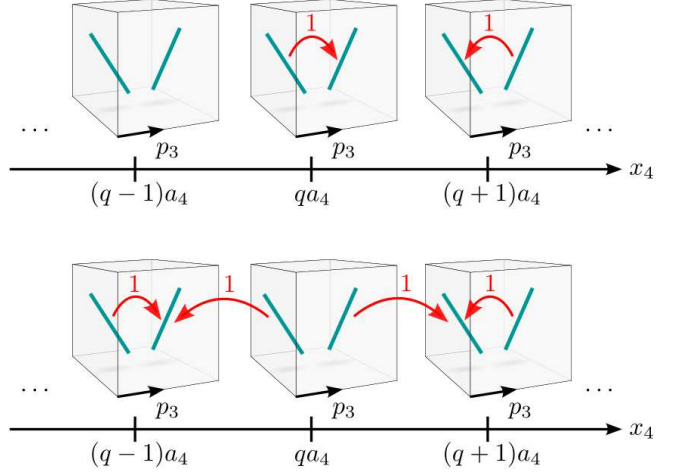 1 1
... ...
p₃ p₃ p₃
x₄
(q − 1)a₄ qa₄ (q + 1)a₄
1 1 1 1
... ...
p₃ p₃ p₃
x₄
(q − 1)a₄ qa₄ (q + 1)a₄